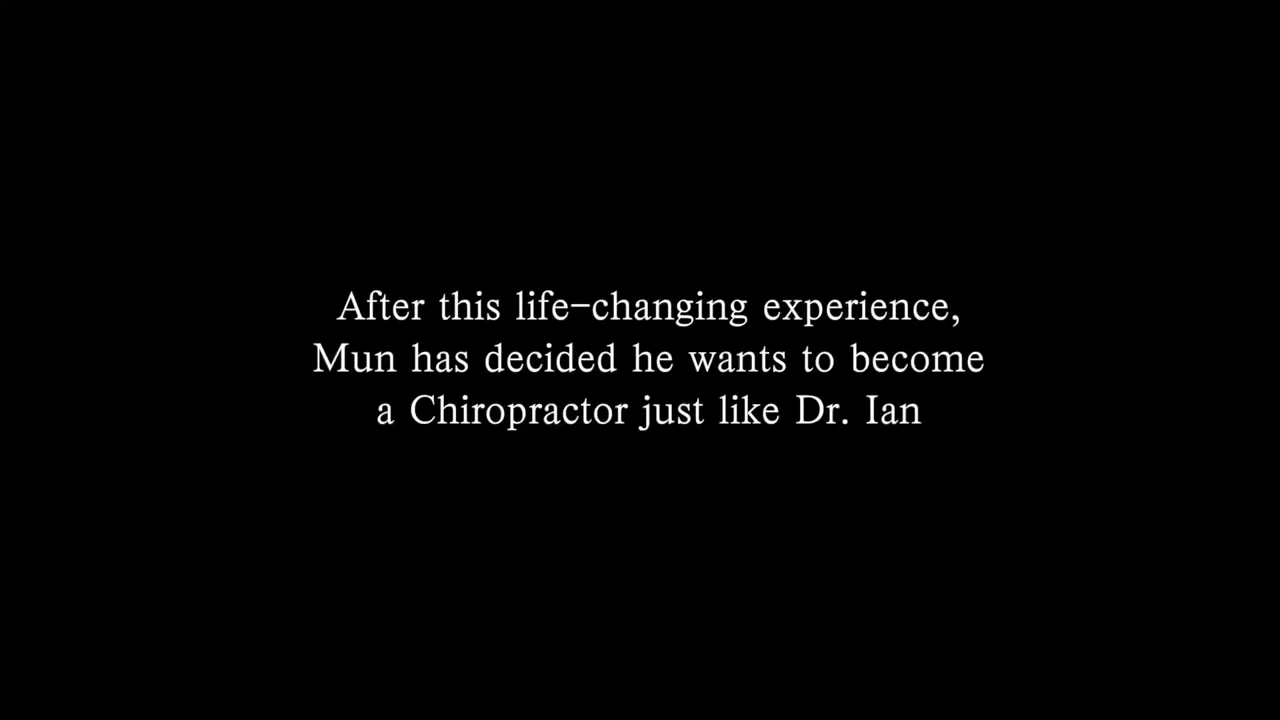 After this life-changing experience,
Mun has decided he wants to become
a Chiropractor just like Dr. Ian